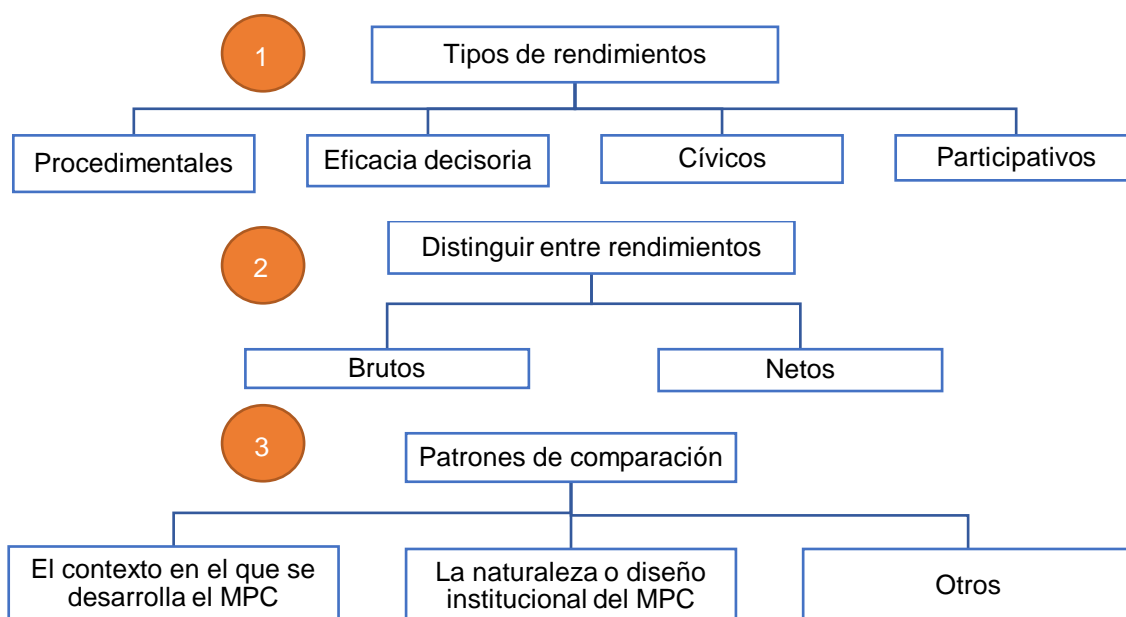 1
Tipos de rendimientos
Procedimentales
Eficacia decisoria
Cívicos
Participativos
2
Distinguir entre rendimientos
Brutos
Netos
3
Patrones de comparación
El contexto en el que se
desarrolla el MPC
La naturaleza o diseño
institucional del MPC
Otros